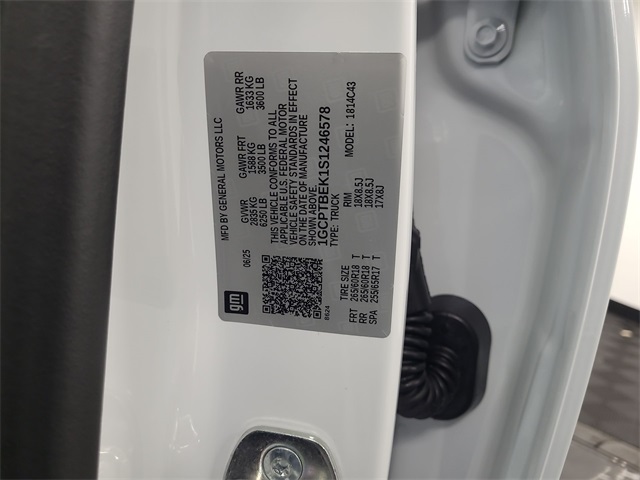 MFD BY GENERAL MOTORS LLC
06/25
gm
GVWR GAWR FRT GAWR RR
2835 KG 1588 KG 1633 KG
6250 LB 3500 LB 3600 LB
THIS VEHICLE CONFORMS TO ALL
APPLICABLE U.S. FEDERAL MOTOR
VEHICLE SAFETY STANDARDS IN EFFECT
ON THE DATE OF MANUFACTURE
SHOWN ABOVE.
1GCPTBEK1S1246578
TYPE: TRUCK MODEL: 1814C43
8624
TIRE SIZE RIM
FRT 265/60R18 T 18X8.5J
RR 265/60R18 T 18X8.5J
SPA 255/65R17 T 17X8J